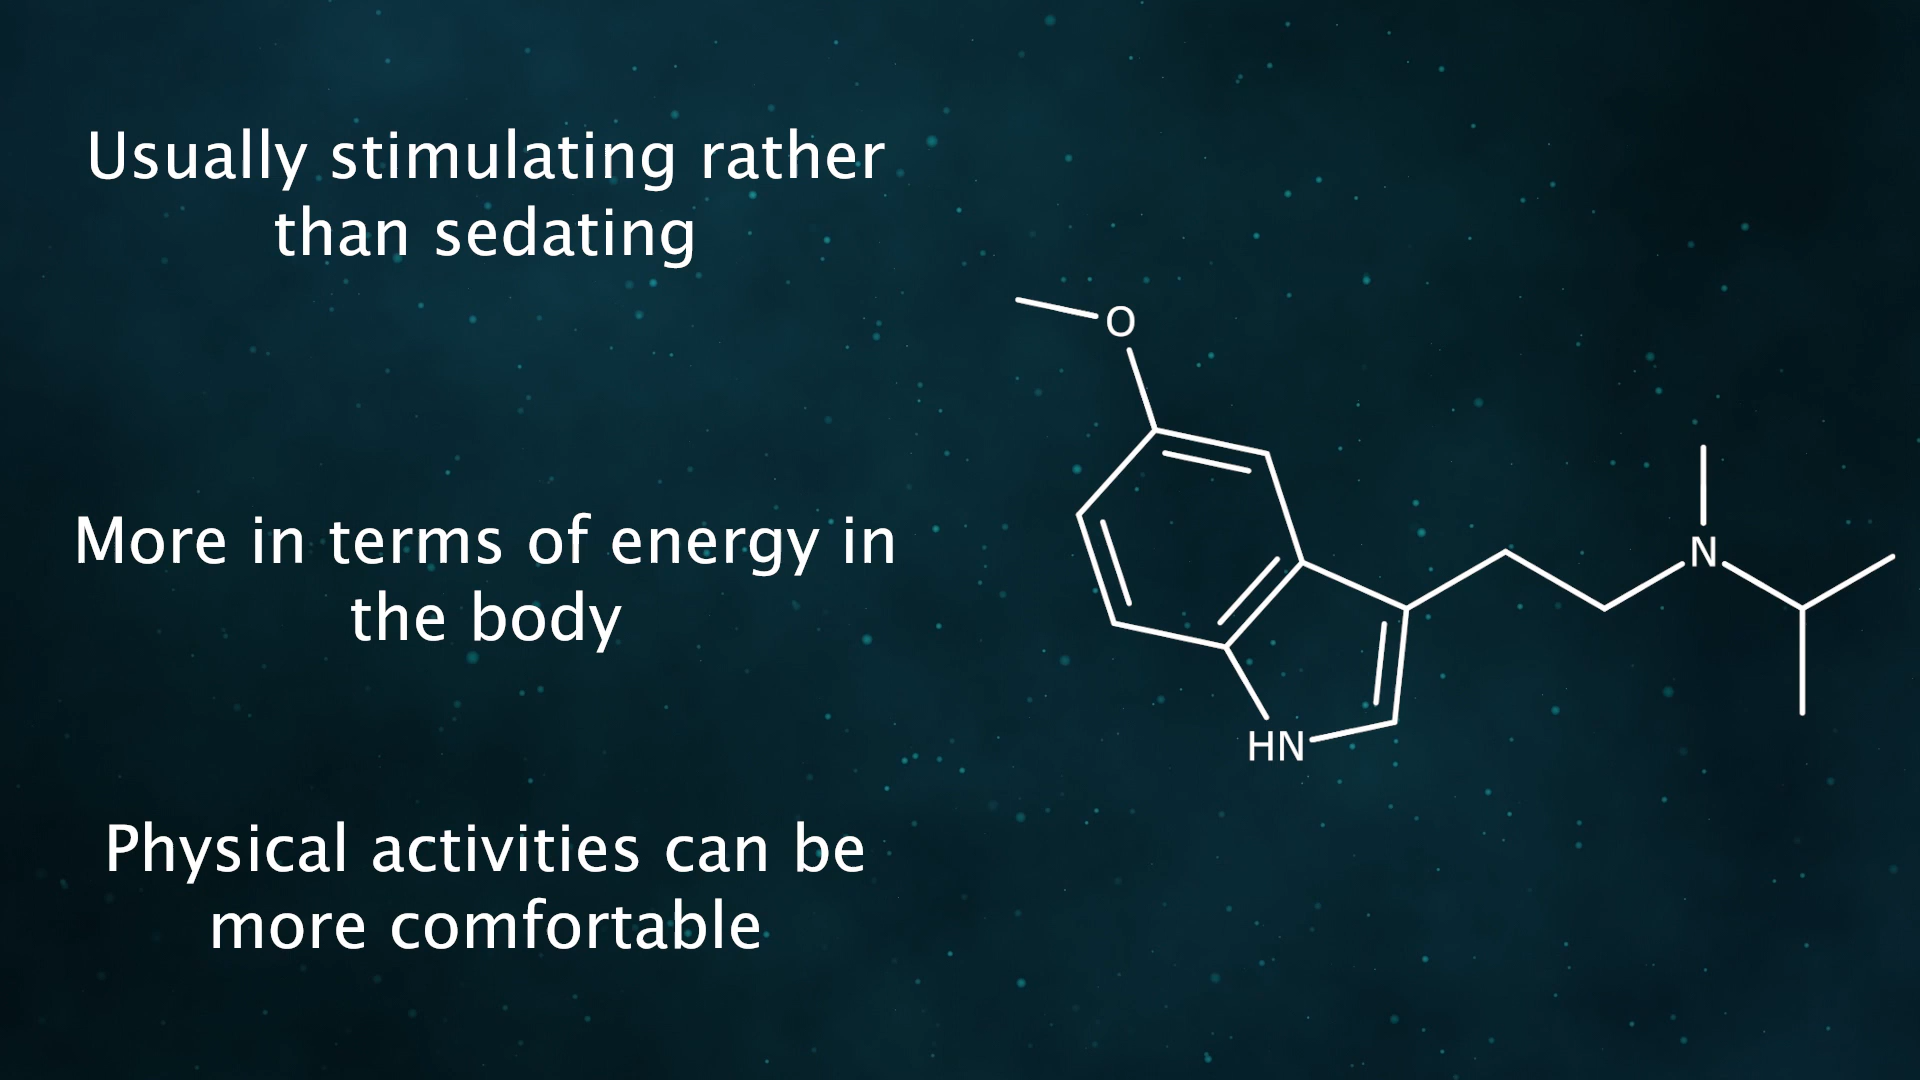 Usually stimulating rather
than sedating
More in terms of energy in
the body
Physical activities can be
more comfortable
O
N
HN